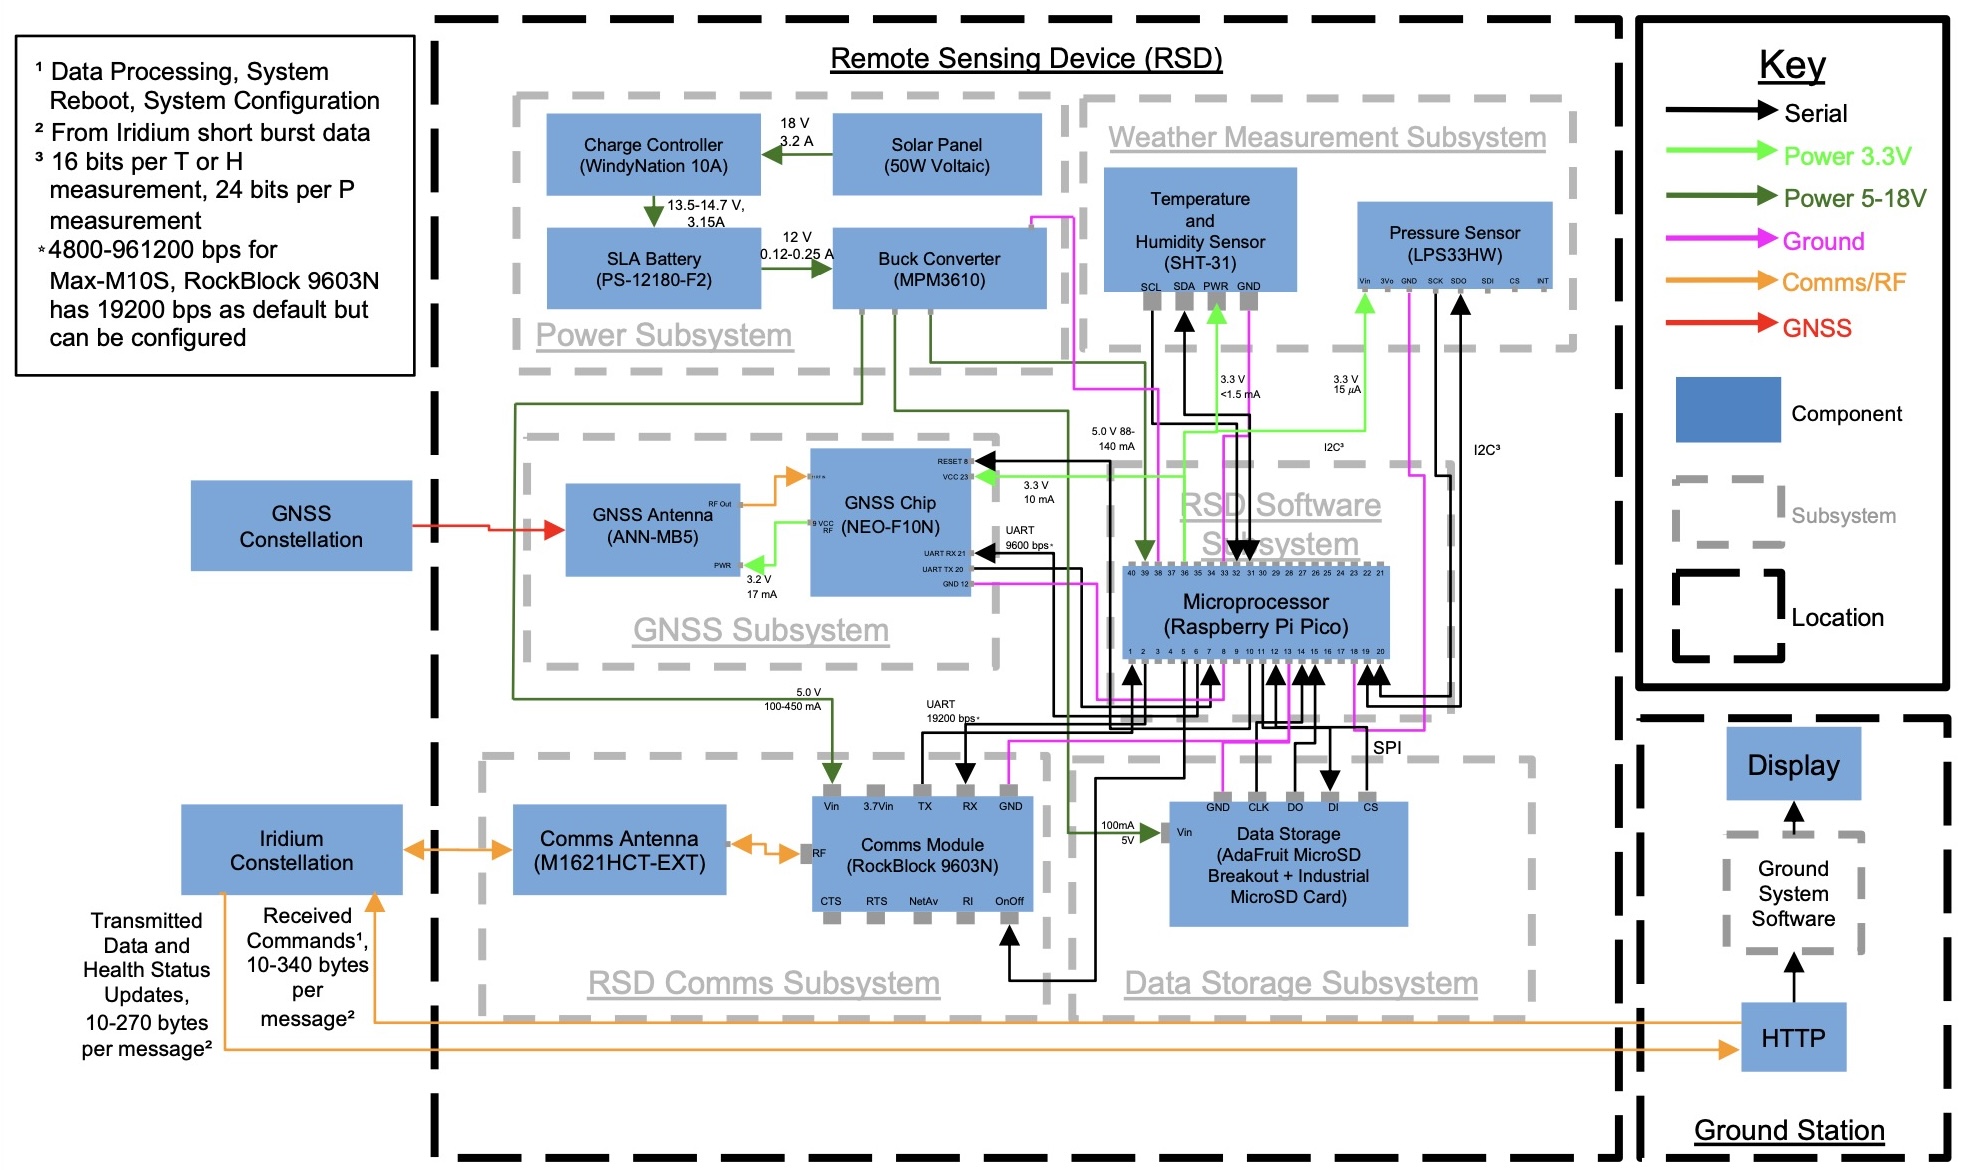 ¹ Data Processing, System
Reboot, System Configuration
² From Iridium short burst data
³ 16 bits per T or H
measurement, 24 bits per P
measurement
*4800-961200 bps for
Max-M10S, RockBlock 9603N
has 19200 bps as default but
can be configured
Remote Sensing Device (RSD)
Charge Controller
(WindyNation 10A)
18 V
3.2 A
Solar Panel
(50W Voltaic)
13.5-14.7 V,
3.15A
SLA Battery
(PS-12180-F2)
12 V
0.12-0.25 A
Buck Converter
(MPM3610)
Power Subsystem
Weather Measurement Subsystem
Temperature
and
Humidity Sensor
(SHT-31)
SCL SDA PWR GND
Pressure Sensor
(LPS33HW)
Vin 3Vo GND SCK SDO SDI CS INT
3.3 V
<1.5 mA
3.3 V
15 µA
5.0 V 88-
140 mA
I2C³
I2C³
GNSS
Constellation
GNSS Antenna
(ANN-MB5)
RF Out
PWR
GNSS Chip
(NEO-F10N)
9 VCC
RF
RESET 8
VCC 23
UART RX 21
UART TX 20
GND 12
3.2 V
17 mA
3.3 V
10 mA
UART
9600 bps*
GNSS Subsystem
RSD Software
Subsystem
40 39 38 37 36 35 34 33 32 31 30 29 28 27 26 25 24 23 22 21
Microprocessor
(Raspberry Pi Pico)
1 2 3 4 5 6 7 8 9 10 11 12 13 14 15 16 17 18 19 20
5.0 V
100-450 mA
UART
19200 bps*
SPI
Iridium
Constellation
Comms Antenna
(M1621HCT-EXT)
Vin 3.7Vin TX RX GND
RF
Comms Module
(RockBlock 9603N)
CTS RTS NetAv RI OnOff
RSD Comms Subsystem
100mA
5V
GND CLK DO DI CS
Vin
Data Storage
(AdaFruit MicroSD
Breakout + Industrial
MicroSD Card)
Data Storage Subsystem
Transmitted
Data and
Health Status
Updates,
10-270 bytes
per message²
Received
Commands¹,
10-340 bytes
per
message²
Key
Serial
Power 3.3V
Power 5-18V
Ground
Comms/RF
GNSS
Component
Subsystem
Location
Display
Ground
System
Software
HTTP
Ground Station